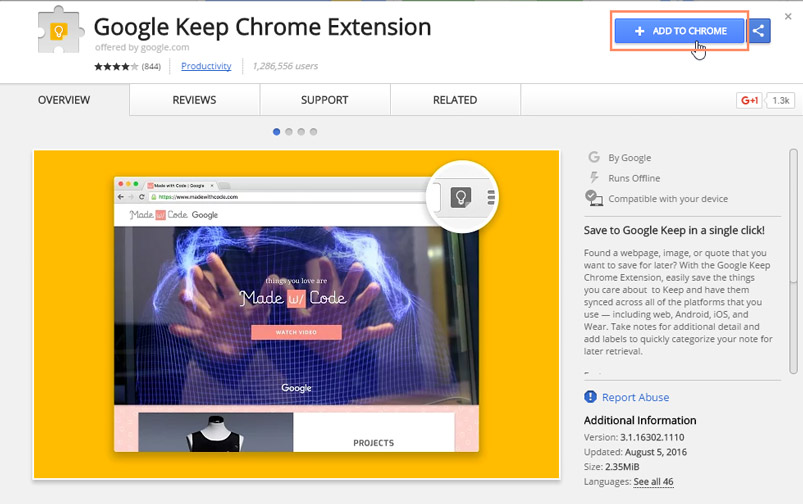 Google Keep Chrome Extension
offered by google.com
(844)
Productivity
1,286,556 users
ADD TO CHROME
OVERVIEW
REVIEWS
SUPPORT
RELATED
G+1
1.3k
Made with Code | Google
https://www.madewithcode.com
Made w/ Code Google
things you love are
Made w/ Code
WATCH VIDEO
Google
PROJECTS
By Google
Runs Offline
Compatible with your device
Save to Google Keep in a single click!
Found a webpage, image, or quote that you
want to save for later? With the Google Keep
Chrome Extension, easily save the things
you care about to Keep and have them
synced across all of the platforms that you
use — including web, Android, iOS, and
Wear. Take notes for additional detail and
add labels to quickly categorize your note for
later retrieval.
Report Abuse
Additional Information
Version: 3.1.16302.1110
Updated: August 5, 2016
Size: 2.35MiB
Languages: See all 46